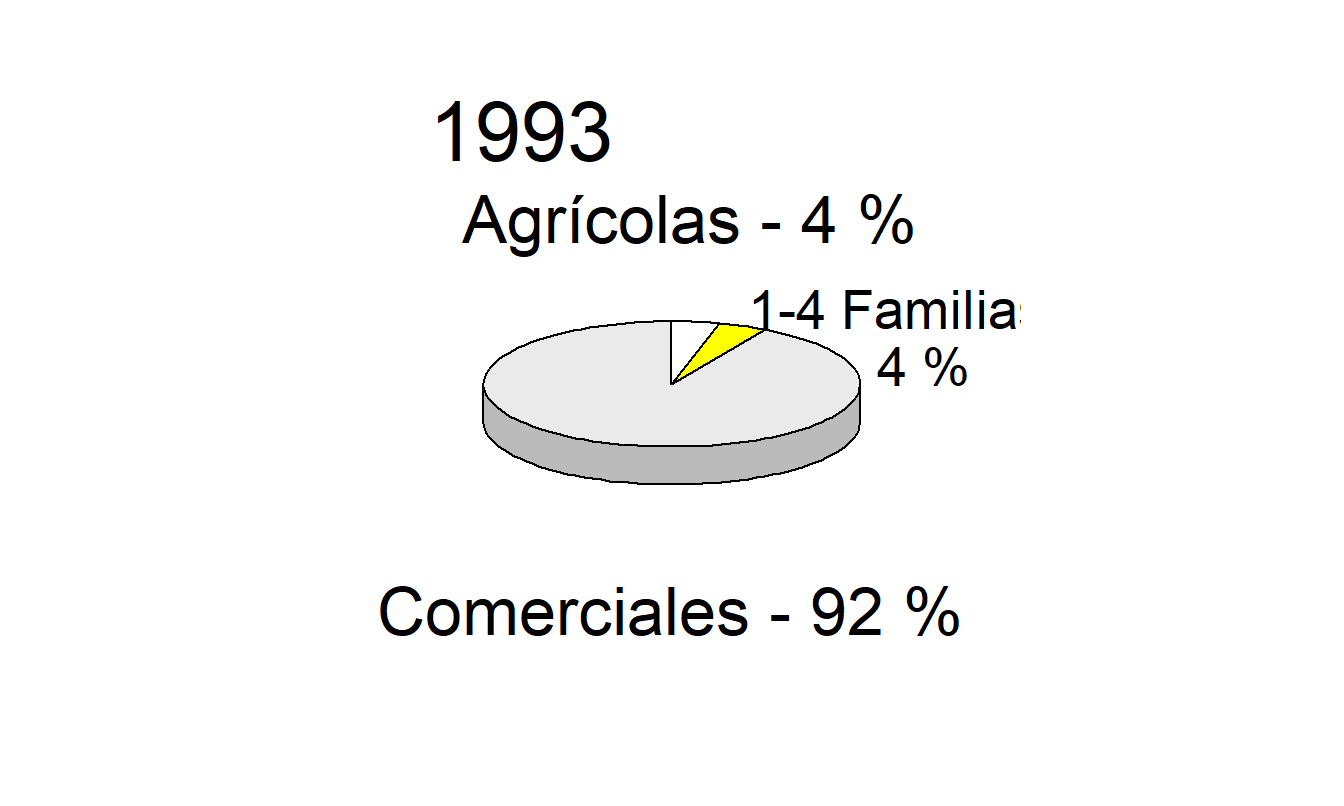 1993
Agrícolas - 4 %
1-4 Familias
4 %
Comerciales - 92 %